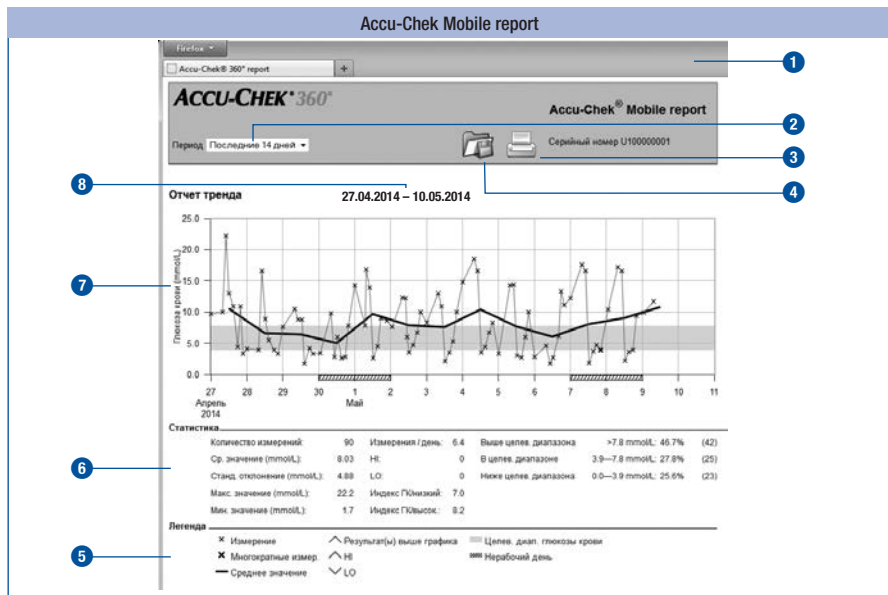 Accu-Chek Mobile report
Firefox
Accu-Chek® 360° report +
1
ACCU-CHEK® 360°
Accu-Chek® Mobile report
2
Период Последние 14 дней
Серийный номер U100000001
3
4
8
Отчет тренда 27.04.2014 – 10.05.2014
7
Глюкоза крови (mmol/L)
25.0
20.0
15.0
10.0
5.0
0.0
27 28 29 30 1 2 3 4 5 6 7 8 9 10 11
Апрель Май
2014
Статистика
6
Количество измерений: 90 Измерения / день: 6.4 Выше целев. диапазона >7.8 mmol/L: 46.7% (42)
Ср. значение (mmol/L): 8.03 HI: 0 В целев. диапазоне 3.9—7.8 mmol/L: 27.8% (25)
Станд. отклонение (mmol/L): 4.88 LO: 0 Ниже целев. диапазона 0.0—3.9 mmol/L: 25.6% (23)
Макс. значение (mmol/L): 22.2 Индекс ГК/низкий: 7.0
Мин. значение (mmol/L): 1.7 Индекс ГК/высок.: 8.2
Легенда
5
Измерение Результат(ы) выше графика Целев. диап. глюкозы крови
Многократные измер. HI Нерабочий день
Среднее значение LO